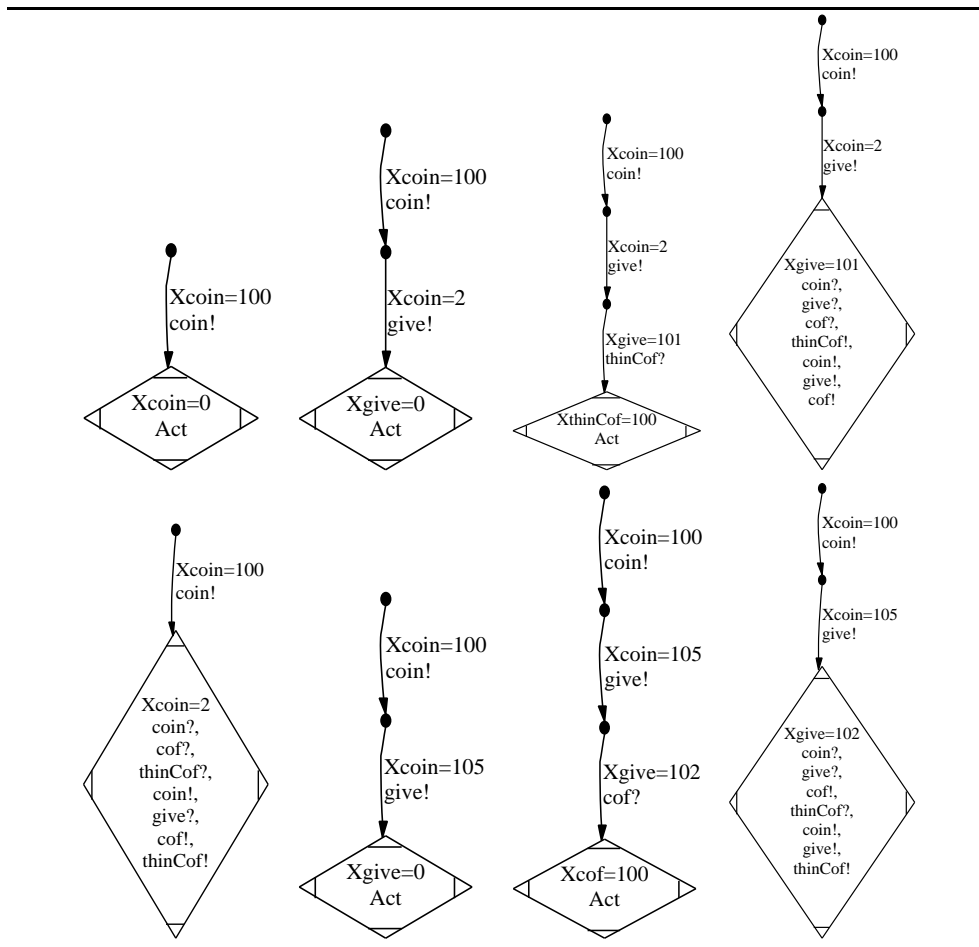 Xcoin=100
coin!
Xcoin=0
Act
Xcoin=100
coin!
Xcoin=2
give!
Xgive=0
Act
Xcoin=100
coin!
Xcoin=2
give!
Xgive=101
thinCof?
XthinCof=100
Act
Xcoin=100
coin!
Xcoin=2
give!
Xgive=101
coin?,
give?,
cof?,
thinCof!,
coin!,
give!,
cof!
Xcoin=100
coin!
Xcoin=2
coin?,
cof?,
thinCof?,
coin!,
give?,
cof!,
thinCof!
Xcoin=100
coin!
Xcoin=105
give!
Xgive=0
Act
Xcoin=100
coin!
Xcoin=105
give!
Xgive=102
cof?
Xcof=100
Act
Xcoin=100
coin!
Xcoin=105
give!
Xgive=102
coin?,
give?,
cof!,
thinCof?,
coin!,
give!,
thinCof!